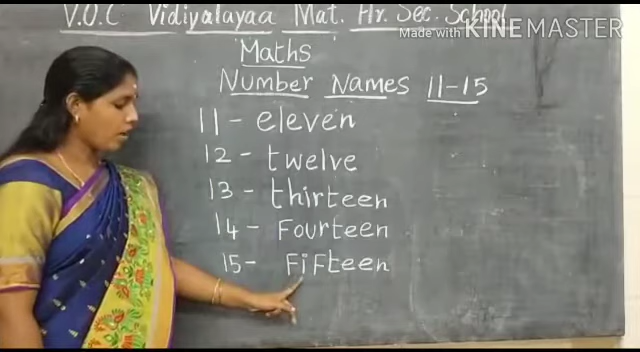 V.O.C Vidiyalayaa Mat. Hr. Sec. School
Made with KINEMASTER
Maths
Number Names 11-15
11 - eleven
12 - twelve
13 - thirteen
14 - Fourteen
15 - FiFteen